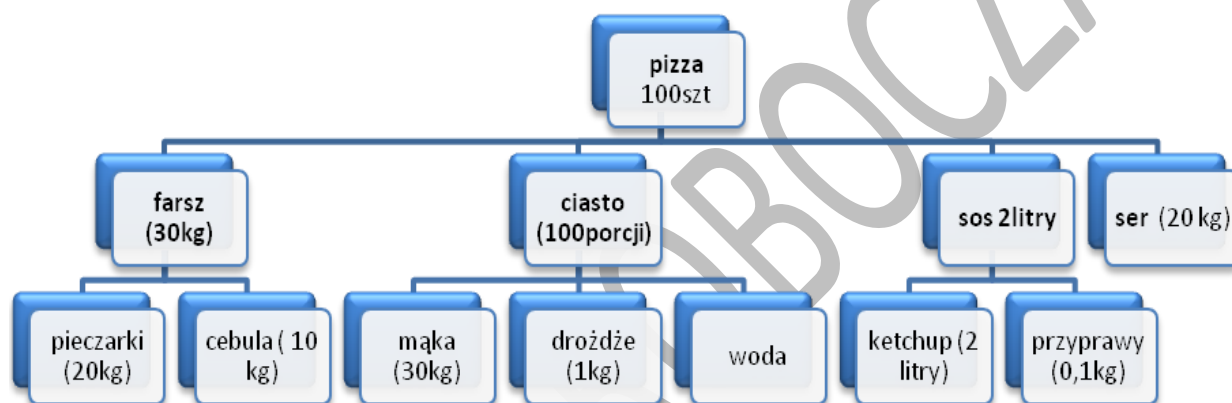 pizza
100szt
farsz
(30kg)
ciasto
(100porcji)
sos 2litry
ser (20 kg)
pieczarki
(20kg)
cebula ( 10
kg)
mąka
(30kg)
drożdże
(1kg)
woda
ketchup (2
litry)
przyprawy
(0,1kg)